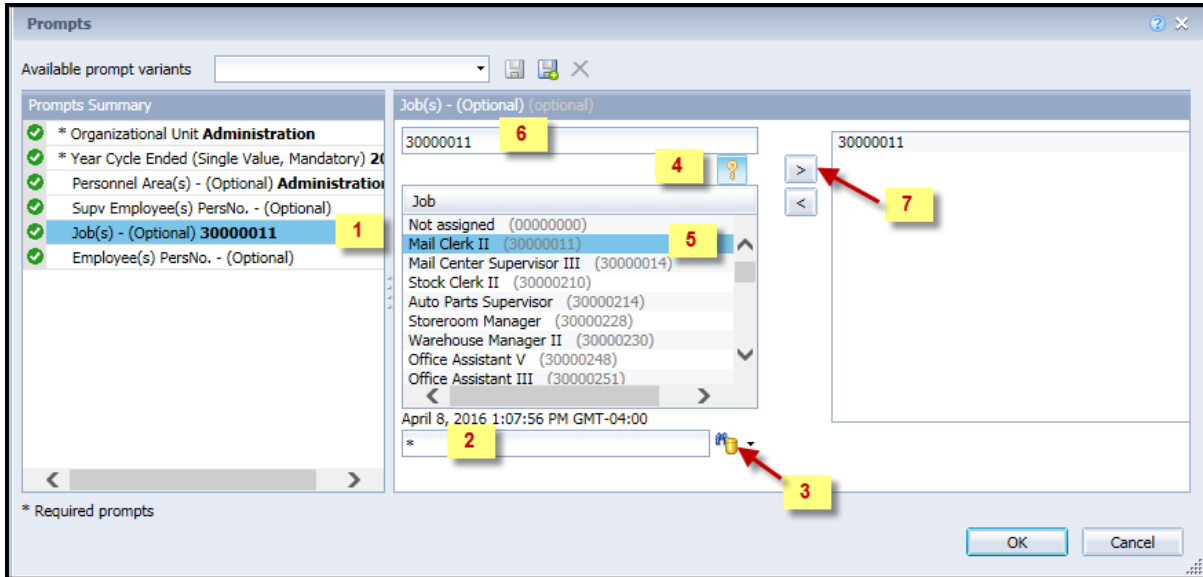 Prompts
Available prompt variants
Prompts Summary
* Organizational Unit Administration
* Year Cycle Ended (Single Value, Mandatory) 20
Personnel Area(s) - (Optional) Administration
Supv Employee(s) PersNo. - (Optional)
Job(s) - (Optional) 30000011 1
Employee(s) PersNo. - (Optional)
* Required prompts
Job(s) - (Optional) (optional)
30000011 6
4
Job
Not assigned (00000000)
Mail Clerk II (30000011) 5
Mail Center Supervisor III (30000014)
Stock Clerk II (30000210)
Auto Parts Supervisor (30000214)
Storeroom Manager (30000228)
Warehouse Manager II (30000230)
Office Assistant V (30000248)
Office Assistant III (30000251)
April 8, 2016 1:07:56 PM GMT-04:00
* 2
3
>
<
7
30000011
OK Cancel